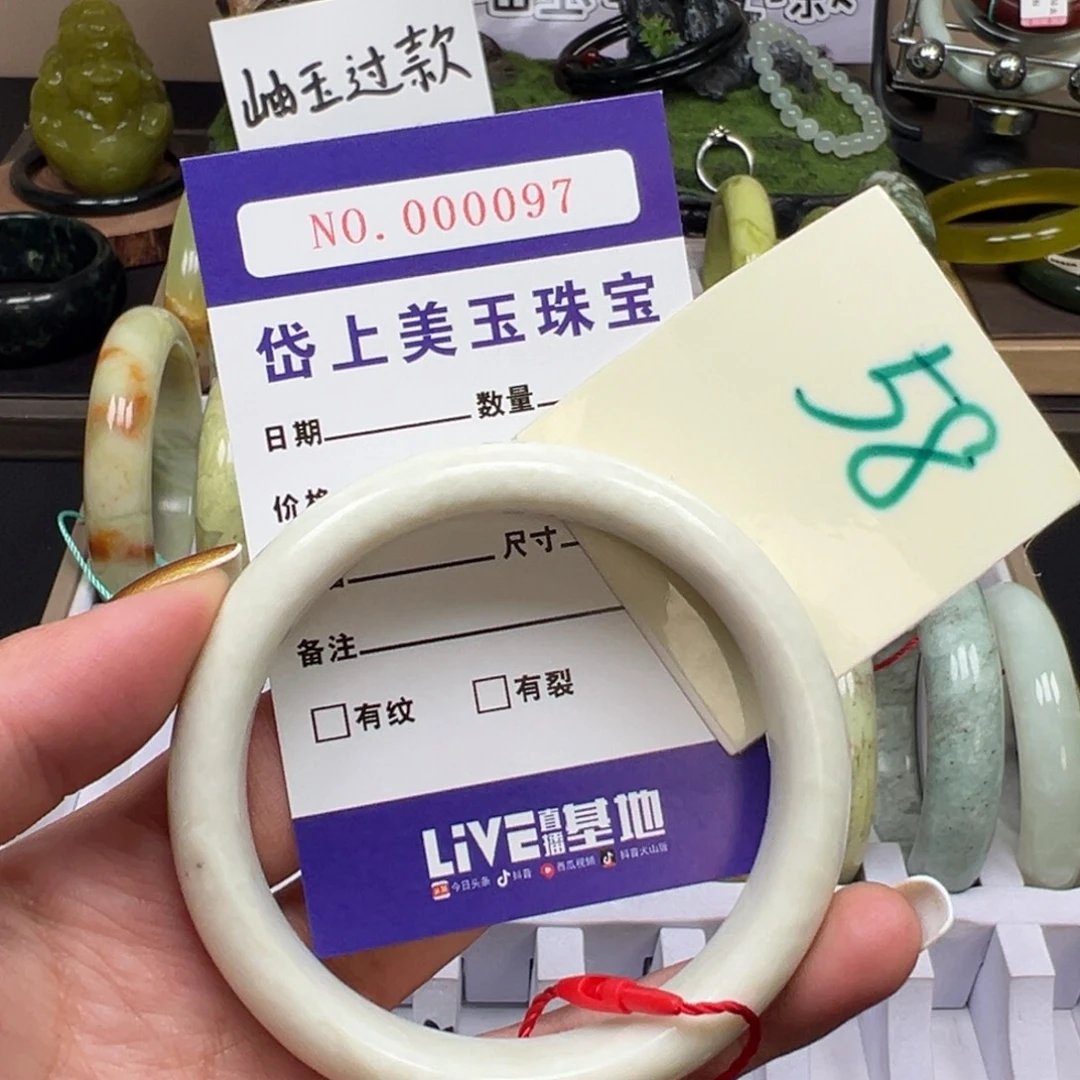 岫玉过款
NO. 000097
岱上美玉珠宝
日期 数量
价格
尺寸
备注
□有纹 □有裂
LiVE直播基地
今日头条 抖音 西瓜视频 抖音火山版
58